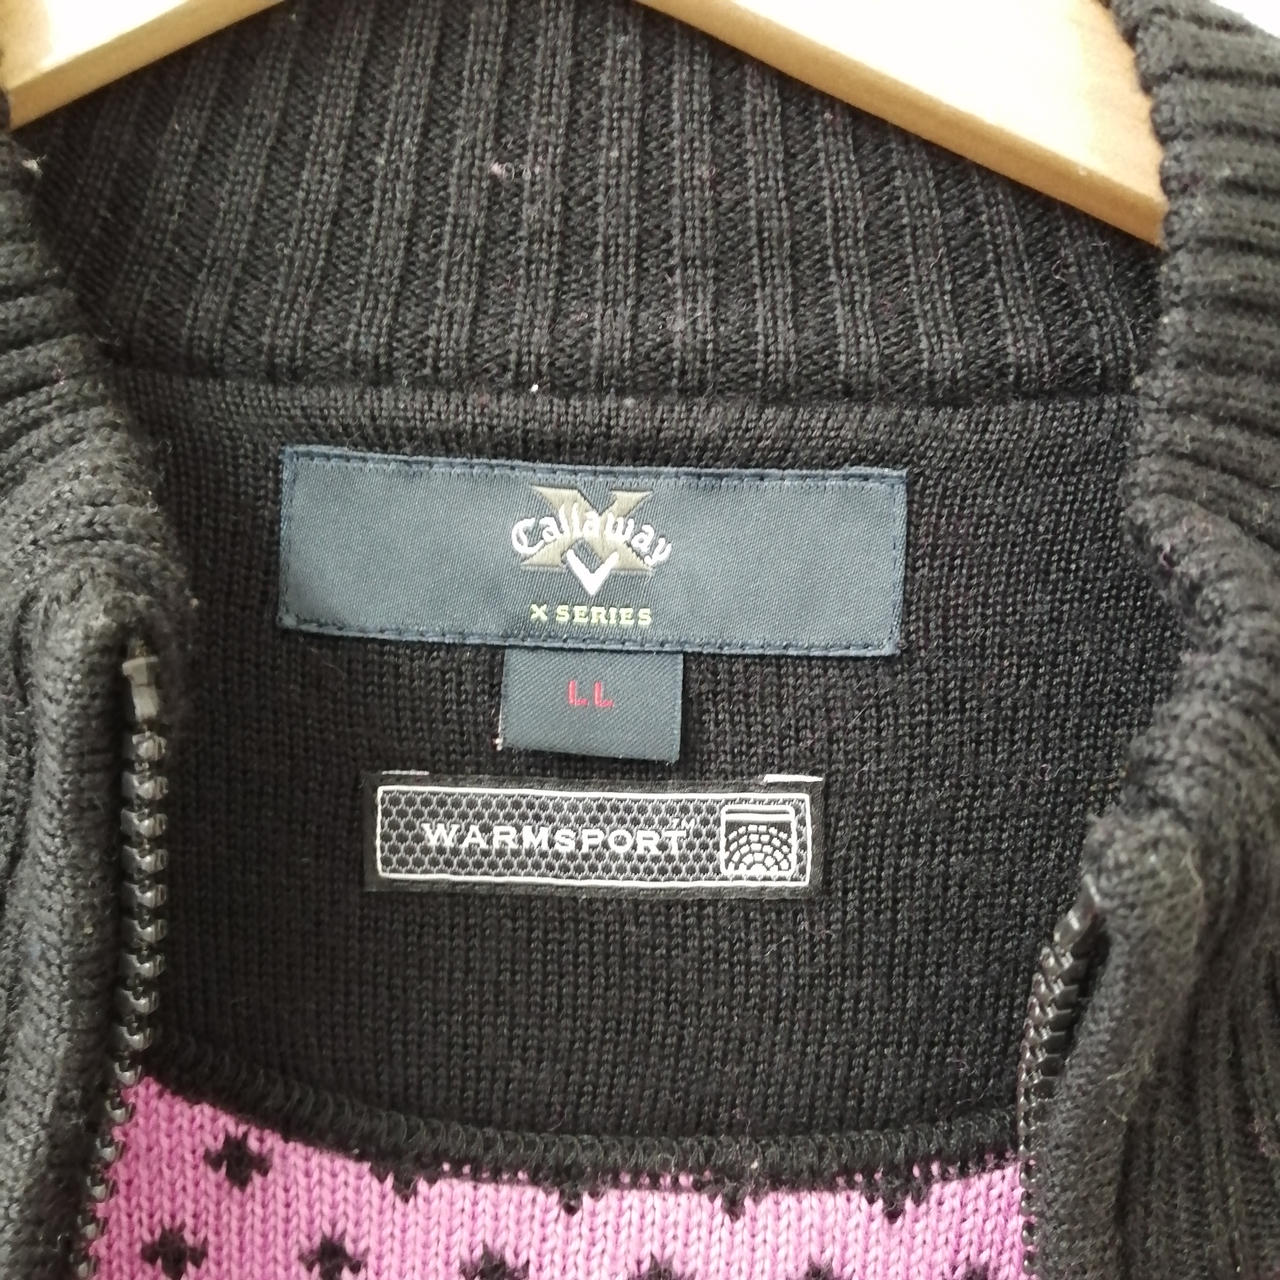 X
Callaway
X SERIES
LL
WARMSPORT™